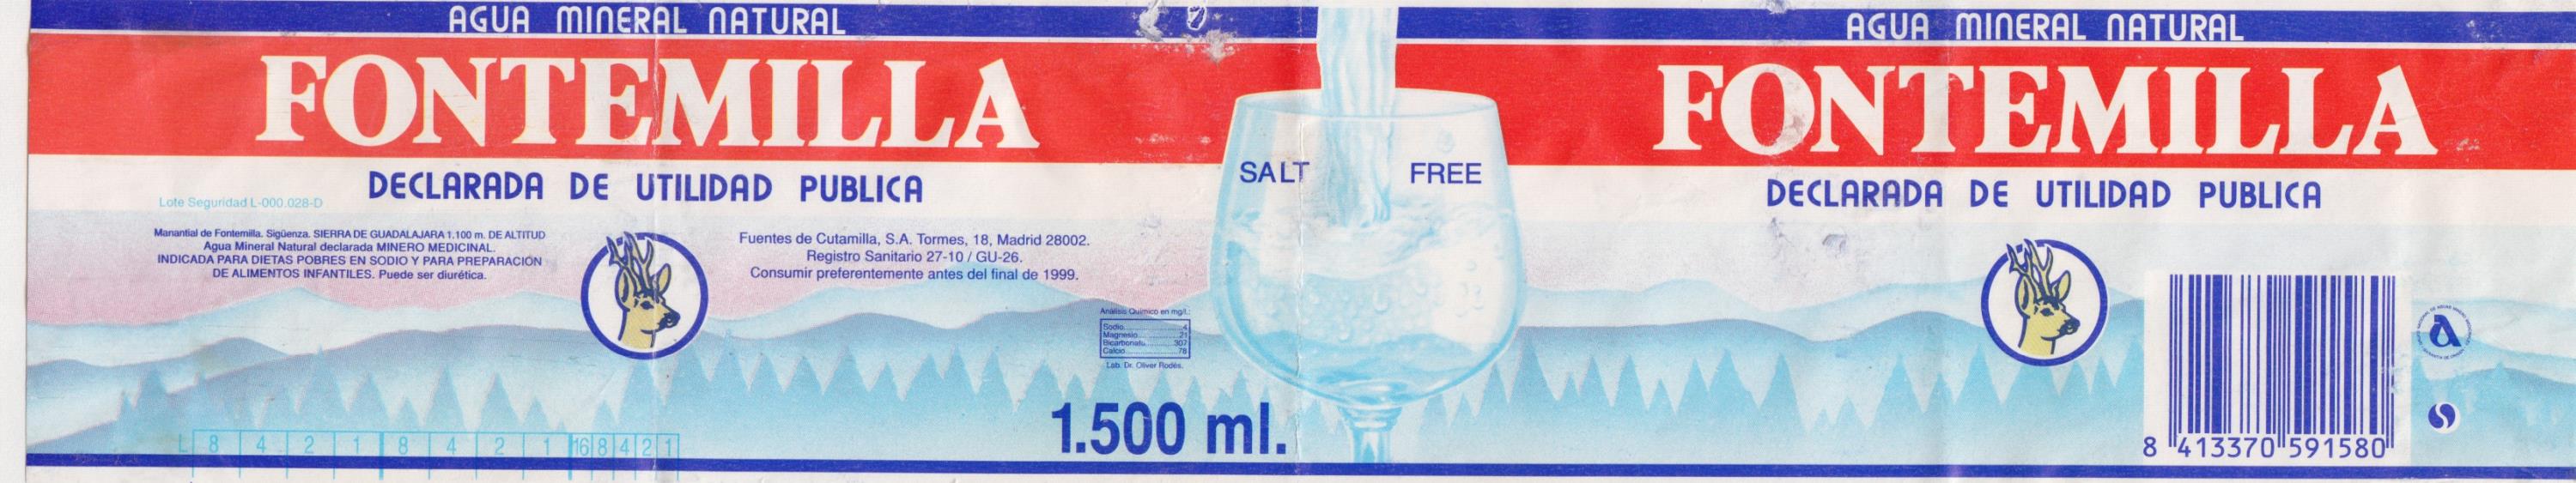 AGUA MINERAL NATURAL
FONTEMILLA
DECLARADA DE UTILIDAD PUBLICA
Lote Seguridad L-000.028-D
Manantial de Fontemilla. Sigüenza. SIERRA DE GUADALAJARA 1.100 m. DE ALTITUD
Agua Mineral Natural declarada MINERO MEDICINAL.
INDICADA PARA DIETAS POBRES EN SODIO Y PARA PREPARACION
DE ALIMENTOS INFANTILES. Puede ser diurética.
Fuentes de Cutamilla, S.A. Tormes, 18, Madrid 28002.
Registro Sanitario 27-10 / GU-26.
Consumir preferentemente antes del final de 1999.
Análisis Químico en mg/l.:
Sodio 4
Magnesio 21
Bicarbonato 307
Calcio 78
Lab. Dr. Oliver Rodés.
L 8 4 2 1 8 4 2 1 16 8 4 2 1
1.500 ml.
SALT FREE
AGUA MINERAL NATURAL
FONTEMILLA
DECLARADA DE UTILIDAD PUBLICA
8 413370 591580